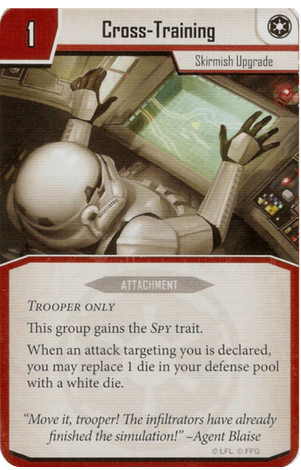 1
Cross-Training
Skirmish Upgrade
ATTACHMENT
TROOPER ONLY
This group gains the SPY trait.
When an attack targeting you is declared,
you may replace 1 die in your defense pool
with a white die.
“Move it, trooper! The infiltrators have already
finished the simulation!” –Agent Blaise
© LFL © FFG